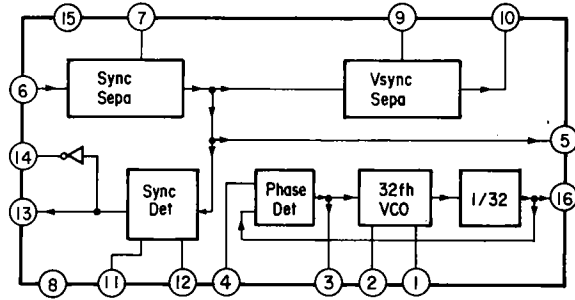 15
7
9
10
6
Sync
Sepa
Vsync
Sepa
5
14
Sync
Det
Phase
Det
32fh
VCO
1/32
16
13
8
11
12
4
3
2
1